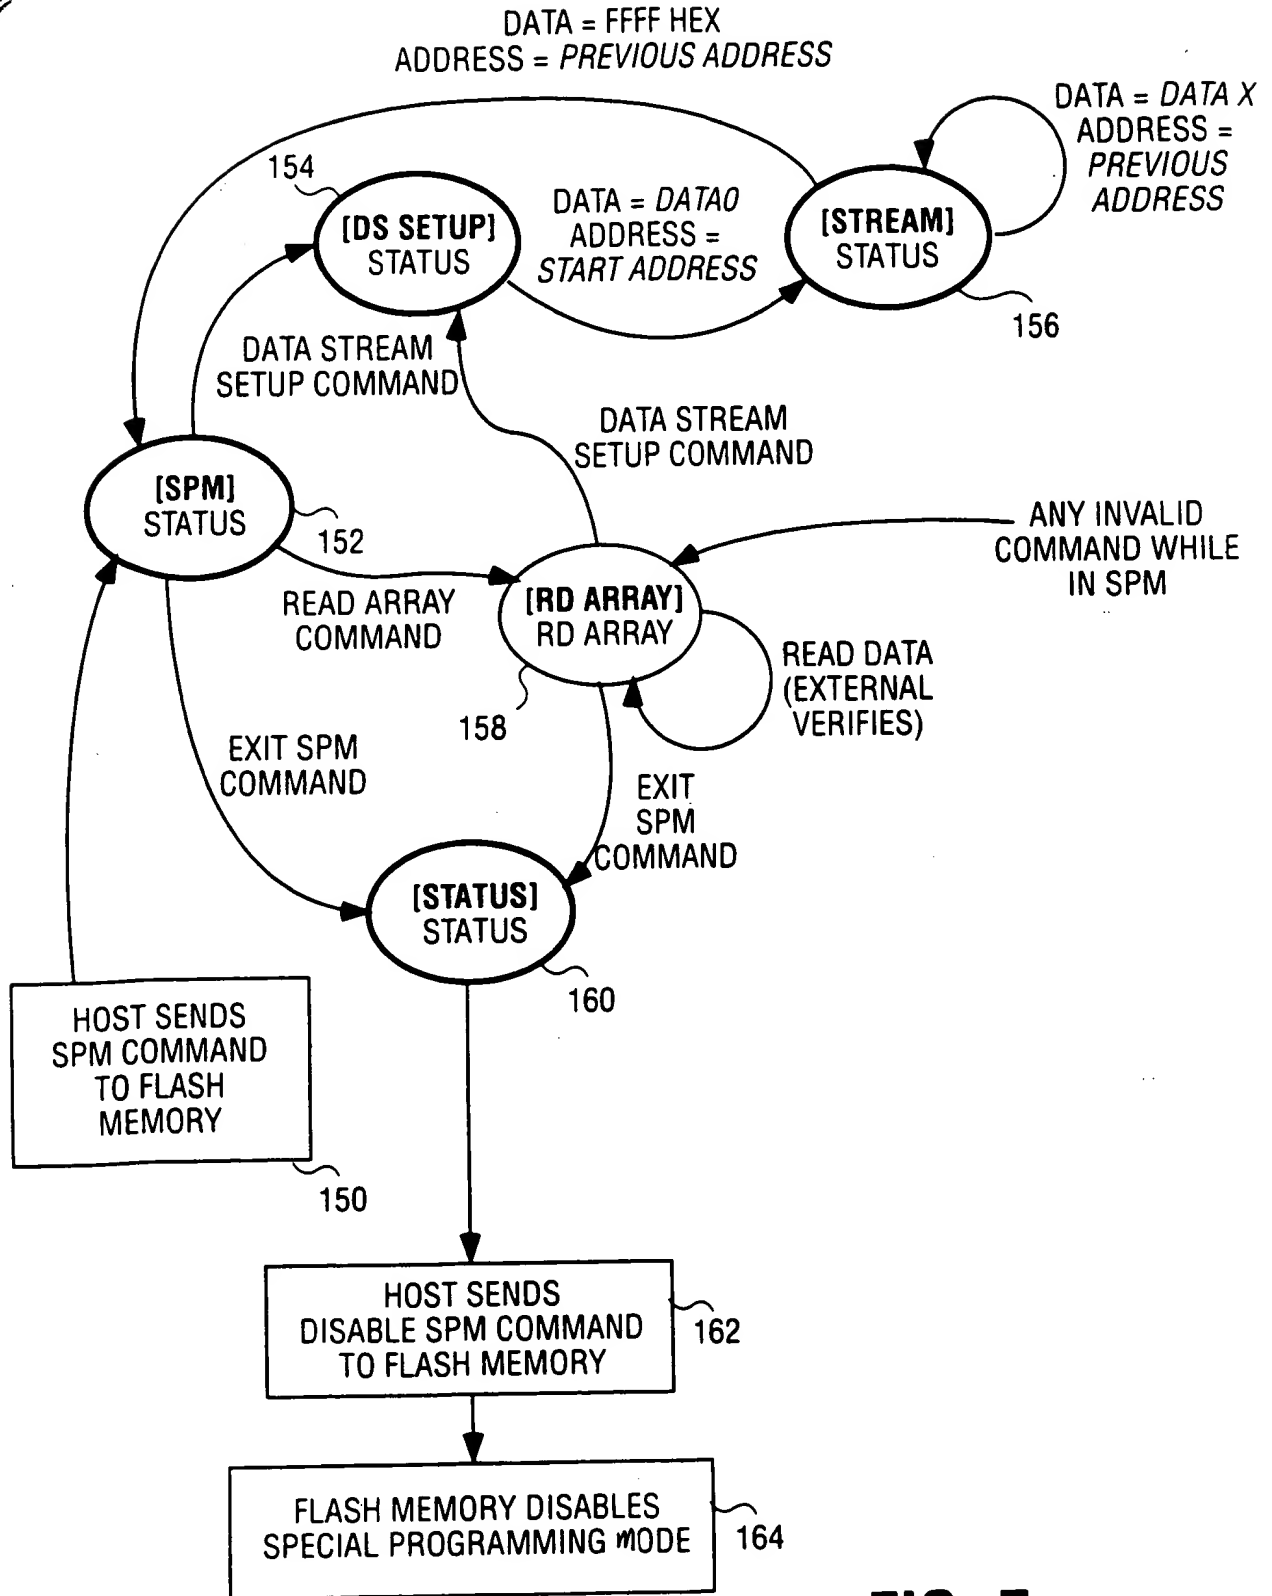 DATA = FFFF HEX
ADDRESS = PREVIOUS ADDRESS
DATA = DATA X
ADDRESS =
PREVIOUS
ADDRESS
154
[DS SETUP]
STATUS
DATA = DATA0
ADDRESS =
START ADDRESS
[STREAM]
STATUS
156
DATA STREAM
SETUP COMMAND
DATA STREAM
SETUP COMMAND
[SPM]
STATUS
152
ANY INVALID
COMMAND WHILE
IN SPM
READ ARRAY
COMMAND
[RD ARRAY]
RD ARRAY
158
READ DATA
(EXTERNAL
VERIFIES)
EXIT SPM
COMMAND
EXIT
SPM
COMMAND
[STATUS]
STATUS
160
HOST SENDS
SPM COMMAND
TO FLASH
MEMORY
150
HOST SENDS
DISABLE SPM COMMAND
TO FLASH MEMORY
162
FLASH MEMORY DISABLES
SPECIAL PROGRAMMING MODE
164